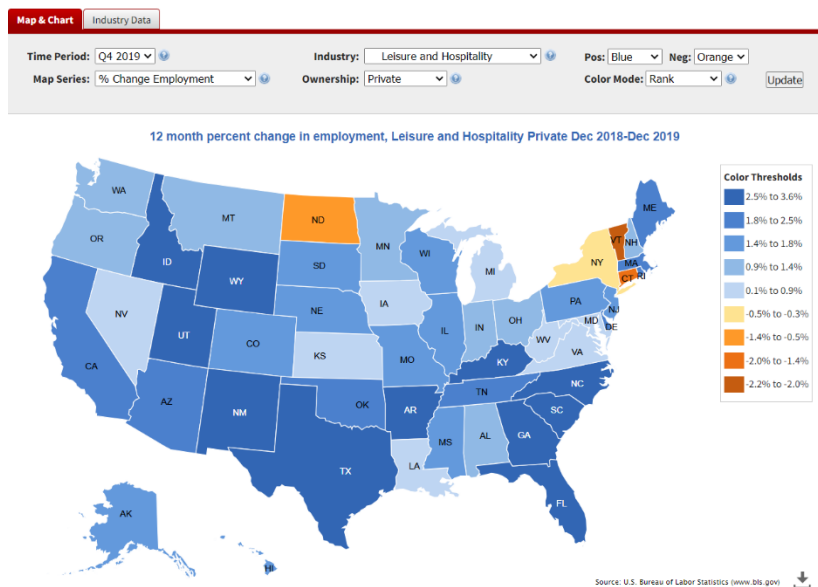 Map & Chart Industry Data
Time Period: Q4 2019 Industry: Leisure and Hospitality Pos: Blue Neg: Orange
Map Series: % Change Employment Ownership: Private Color Mode: Rank Update
12 month percent change in employment, Leisure and Hospitality Private Dec 2018-Dec 2019
Color Thresholds
2.5% to 3.6%
1.8% to 2.5%
1.4% to 1.8%
0.9% to 1.4%
0.1% to 0.9%
-0.5% to -0.3%
-1.4% to -0.5%
-2.0% to -1.4%
-2.2% to -2.0%
WA
MT
ND
MN
ME
OR
ID
WY
SD
WI
MI
NY
VT
NH
MA
CT
RI
NV
UT
CO
NE
IA
IL
IN
OH
PA
NJ
MD
DE
CA
KS
MO
KY
WV
VA
AZ
NM
OK
AR
TN
NC
SC
TX
LA
MS
AL
GA
FL
AK
HI
Source: U.S. Bureau of Labor Statistics (www.bls.gov)